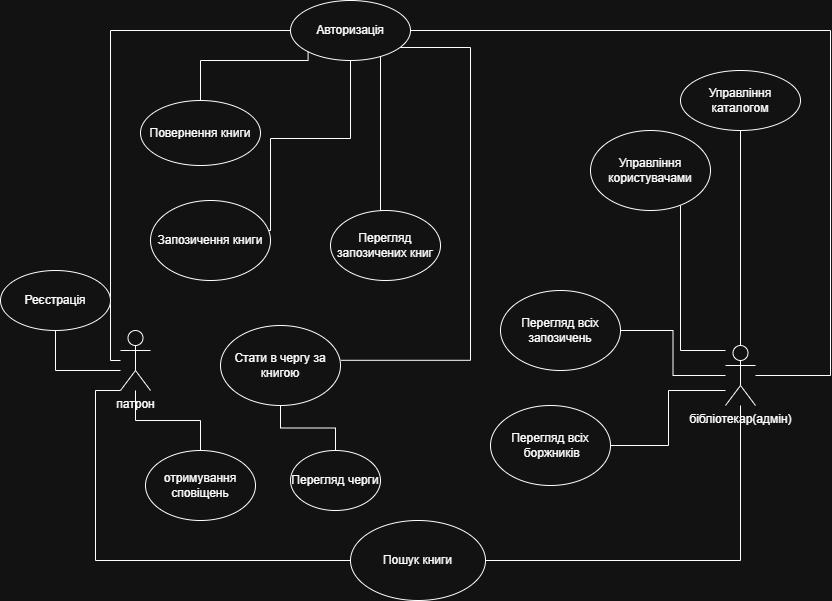 Авторизація
Управління
каталогом
Повернення книги
Управління
користувачами
Запозичення книги
Перегляд
запозичених книг
Реєстрація
Перегляд всіх
запозичень
Стати в чергу за
книгою
патрон
бібліотекар(адмін)
Перегляд всіх
боржників
отримування
сповіщень
Перегляд черги
Пошук книги